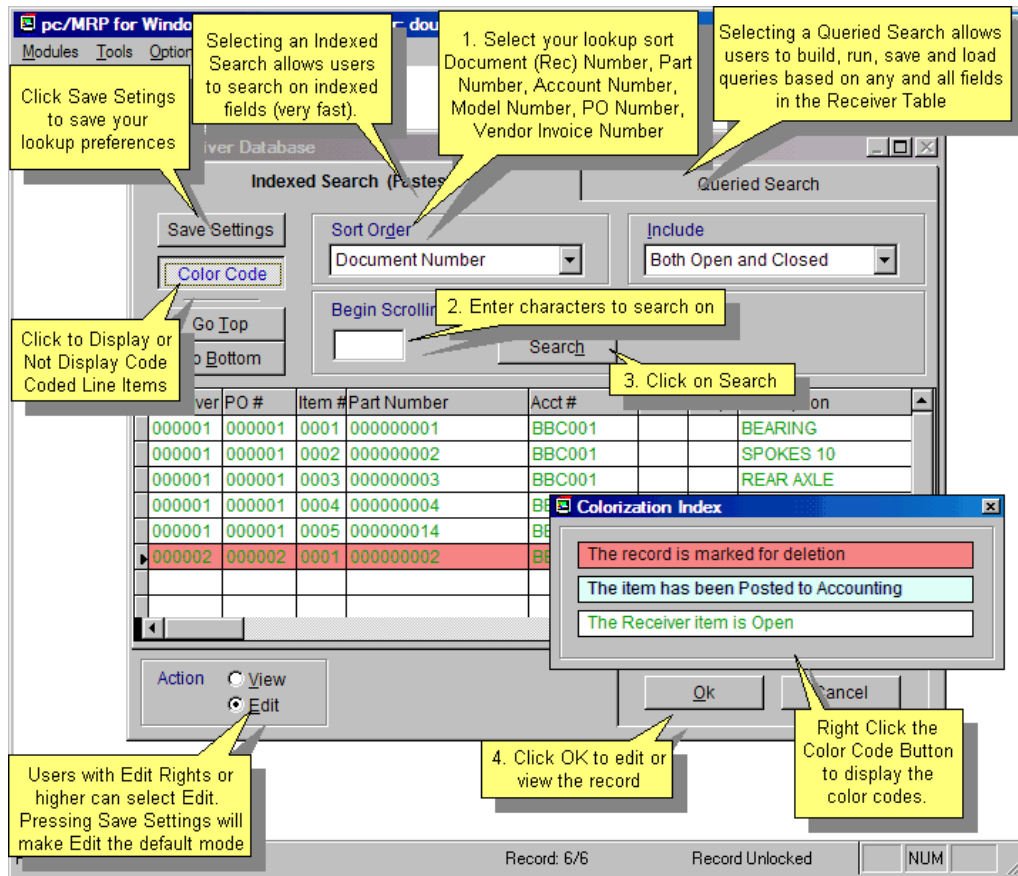 pc/MRP for Windo
dou
Modules Tools Option
Click Save Setings
to save your
lookup preferences
Selecting an Indexed
Search allows users
to search on indexed
fields (very fast).
1. Select your lookup sort
Document (Rec) Number, Part
Number, Account Number,
Model Number, PO Number,
Vendor Invoice Number
Selecting a Queried Search allows
users to build, run, save and load
queries based on any and all fields
in the Receiver Table
iver Database
Indexed Search (Fastes
Queried Search
Save Settings
Sort Order
Include
Document Number
Both Open and Closed
Color Code
Begin Scrollin
2. Enter characters to search on
Go Top
Search
o Bottom
Click to Display or
Not Display Code
Coded Line Items
3. Click on Search
ver PO # Item # Part Number Acct # on
000001 000001 0001 000000001 BBC001 BEARING
000001 000001 0002 000000002 BBC001 SPOKES 10
000001 000001 0003 000000003 BBC001 REAR AXLE
000001 000001 0004 000000004 BB
000001 000001 0005 000000014 BB
000002 000002 0001 000000002 BB
Colorization Index
The record is marked for deletion
The item has been Posted to Accounting
The Receiver item is Open
Action View
Edit
Ok Cancel
Users with Edit Rights or
higher can select Edit.
Pressing Save Settings will
make Edit the default mode
4. Click OK to edit or
view the record
Right Click the
Color Code Button
to display the
color codes.
Record: 6/6 Record Unlocked NUM